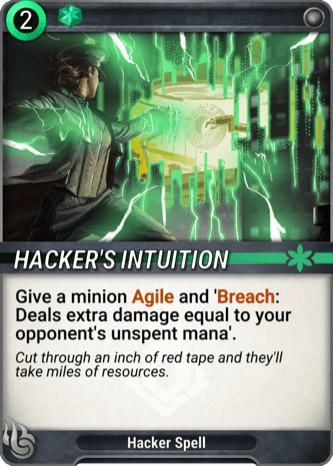 2
HACKER'S INTUITION
Give a minion Agile and 'Breach:
Deals extra damage equal to your
opponent's unspent mana'.
Cut through an inch of red tape and they'll
take miles of resources.
Hacker Spell